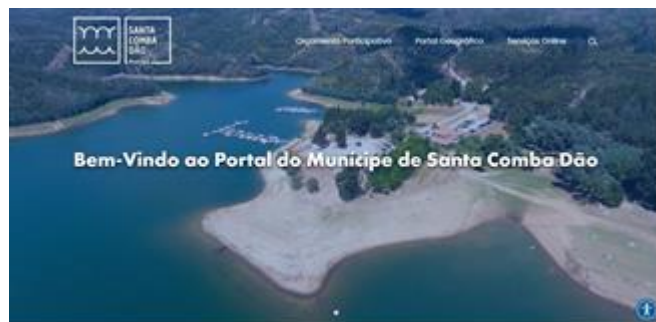 SANTA
COMBA
DÃO
Orçamento Participativo
Portal Geográfico
Serviços Online
Bem-Vindo ao Portal do Munícipe de Santa Comba Dão